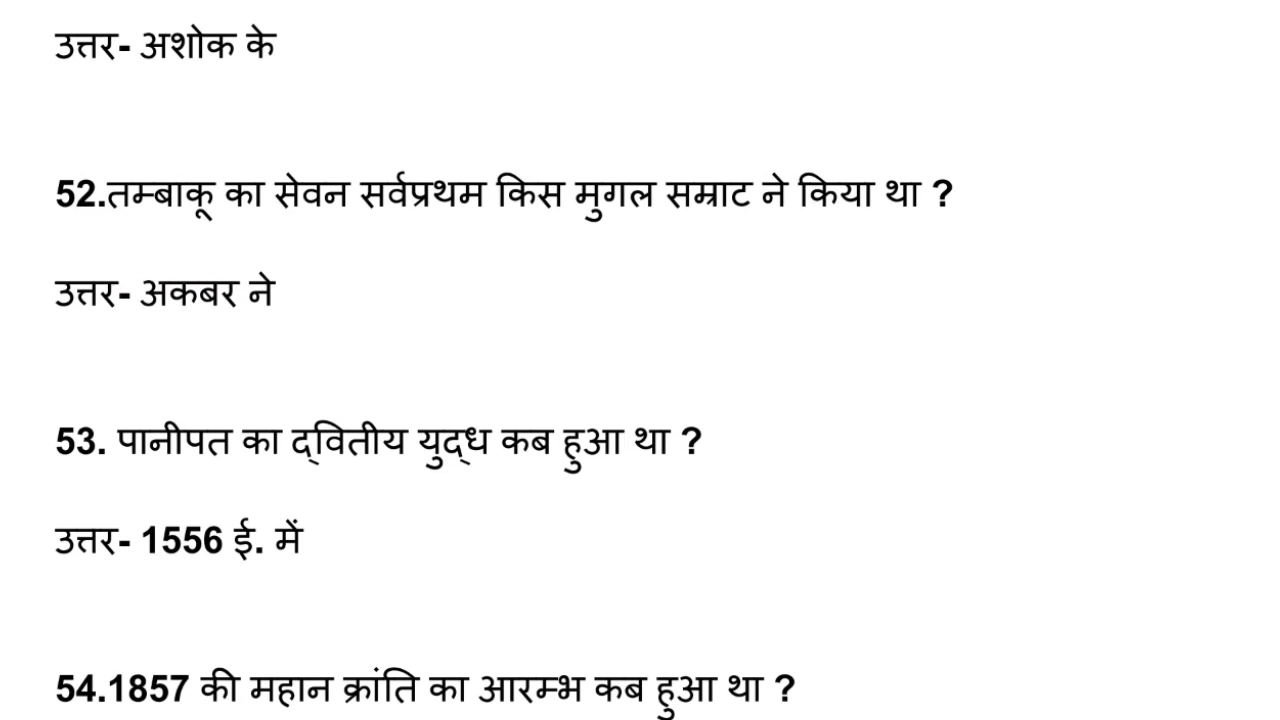 उत्तर- अशोक के
52.तम्बाकू का सेवन सर्वप्रथम किस मुगल सम्राट ने किया था ?
उत्तर- अकबर ने
53. पानीपत का द्वितीय युद्ध कब हुआ था ?
उत्तर- 1556 ई. में
54.1857 की महान क्रांति का आरम्भ कब हुआ था ?